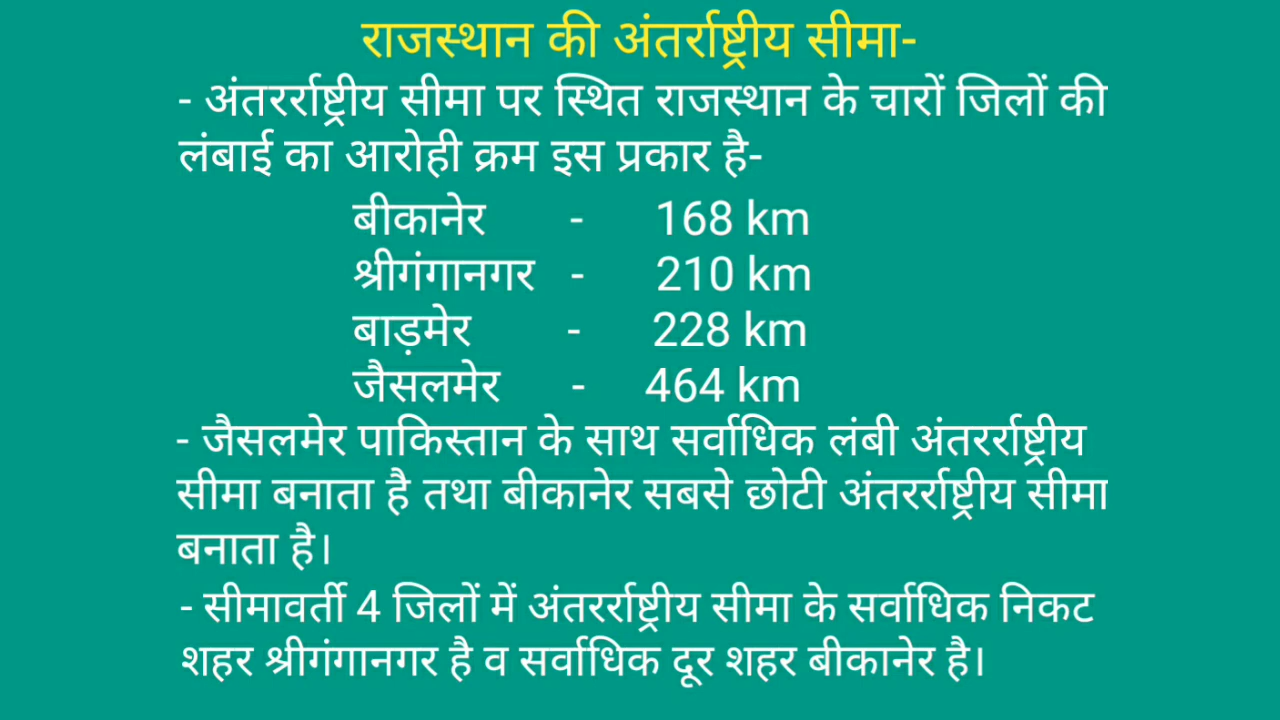 राजस्थान की अंतर्राष्ट्रीय सीमा-
- अंतरर्राष्ट्रीय सीमा पर स्थित राजस्थान के चारों जिलों की
लंबाई का आरोही क्रम इस प्रकार है-
बीकानेर - 168 km
श्रीगंगानगर - 210 km
बाड़मेर - 228 km
जैसलमेर - 464 km
- जैसलमेर पाकिस्तान के साथ सर्वाधिक लंबी अंतरर्राष्ट्रीय
सीमा बनाता है तथा बीकानेर सबसे छोटी अंतरर्राष्ट्रीय सीमा
बनाता है।
- सीमावर्ती 4 जिलों में अंतरर्राष्ट्रीय सीमा के सर्वाधिक निकट
शहर श्रीगंगानगर है व सर्वाधिक दूर शहर बीकानेर है।